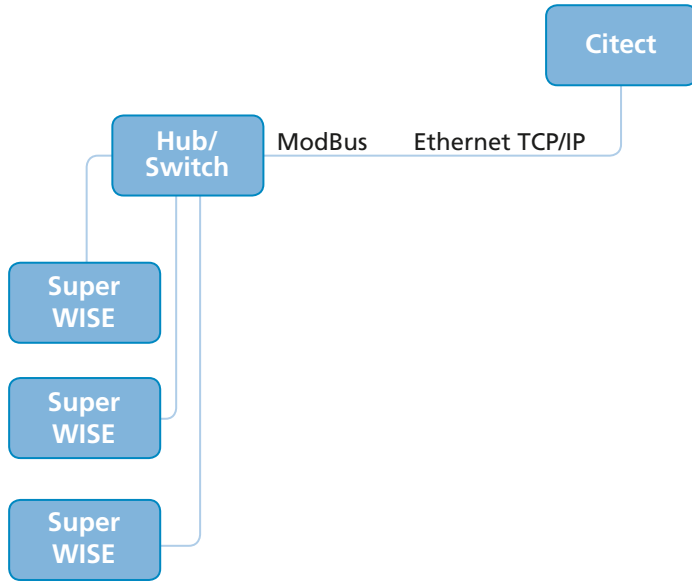 Citect
Hub/
Switch
ModBus Ethernet TCP/IP
Super
WISE
Super
WISE
Super
WISE